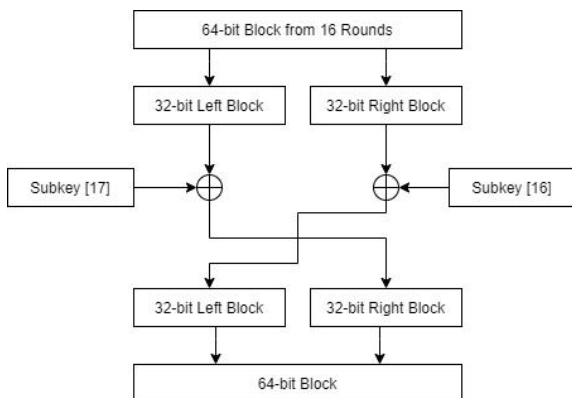 64-bit Block from 16 Rounds
32-bit Left Block
32-bit Right Block
Subkey [17]
Subkey [16]
32-bit Left Block
32-bit Right Block
64-bit Block